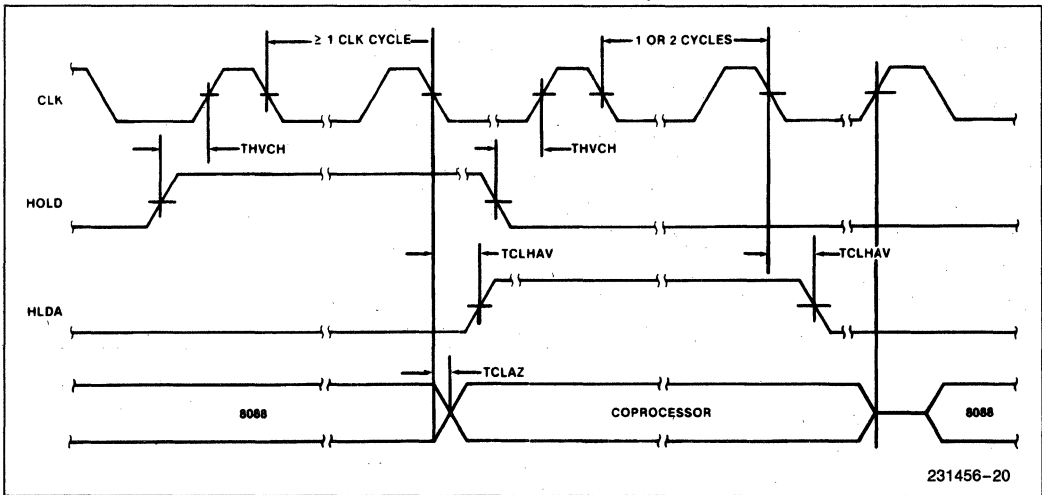 ≥ 1 CLK CYCLE
1 OR 2 CYCLES
CLK
THVCH
THVCH
HOLD
TCLHAV
TCLHAV
HLDA
TCLAZ
8088
COPROCESSOR
8088
231456-20